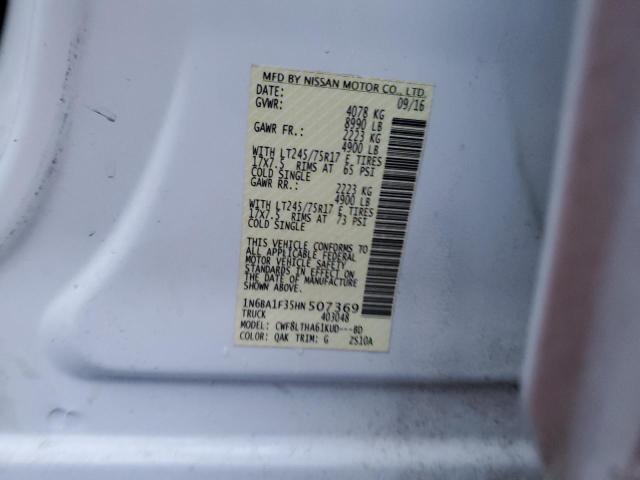 MFD BY NISSAN MOTOR CO., LTD.
DATE: 09/16
GVWR: 4078 KG
8990 LB
GAWR FR.: 2223 KG
4900 LB
WITH LT245/75R17 E TIRES
17X7.5 RIMS AT 65 PSI
COLD SINGLE
GAWR RR.: 2223 KG
4900 LB
WITH LT245/75R17 E TIRES
17X7.5 RIMS AT 73 PSI
COLD SINGLE
THIS VEHICLE CONFORMS TO
ALL APPLICABLE FEDERAL
MOTOR VEHICLE SAFETY
STANDARDS IN EFFECT ON
THE DATE OF MANUFACTURE
SHOWN ABOVE.
1N6BA1F35HN507369
TRUCK 403048
MODEL: CWF8LTHA61KUD---8D
COLOR: QAK TRIM: G 2S10A